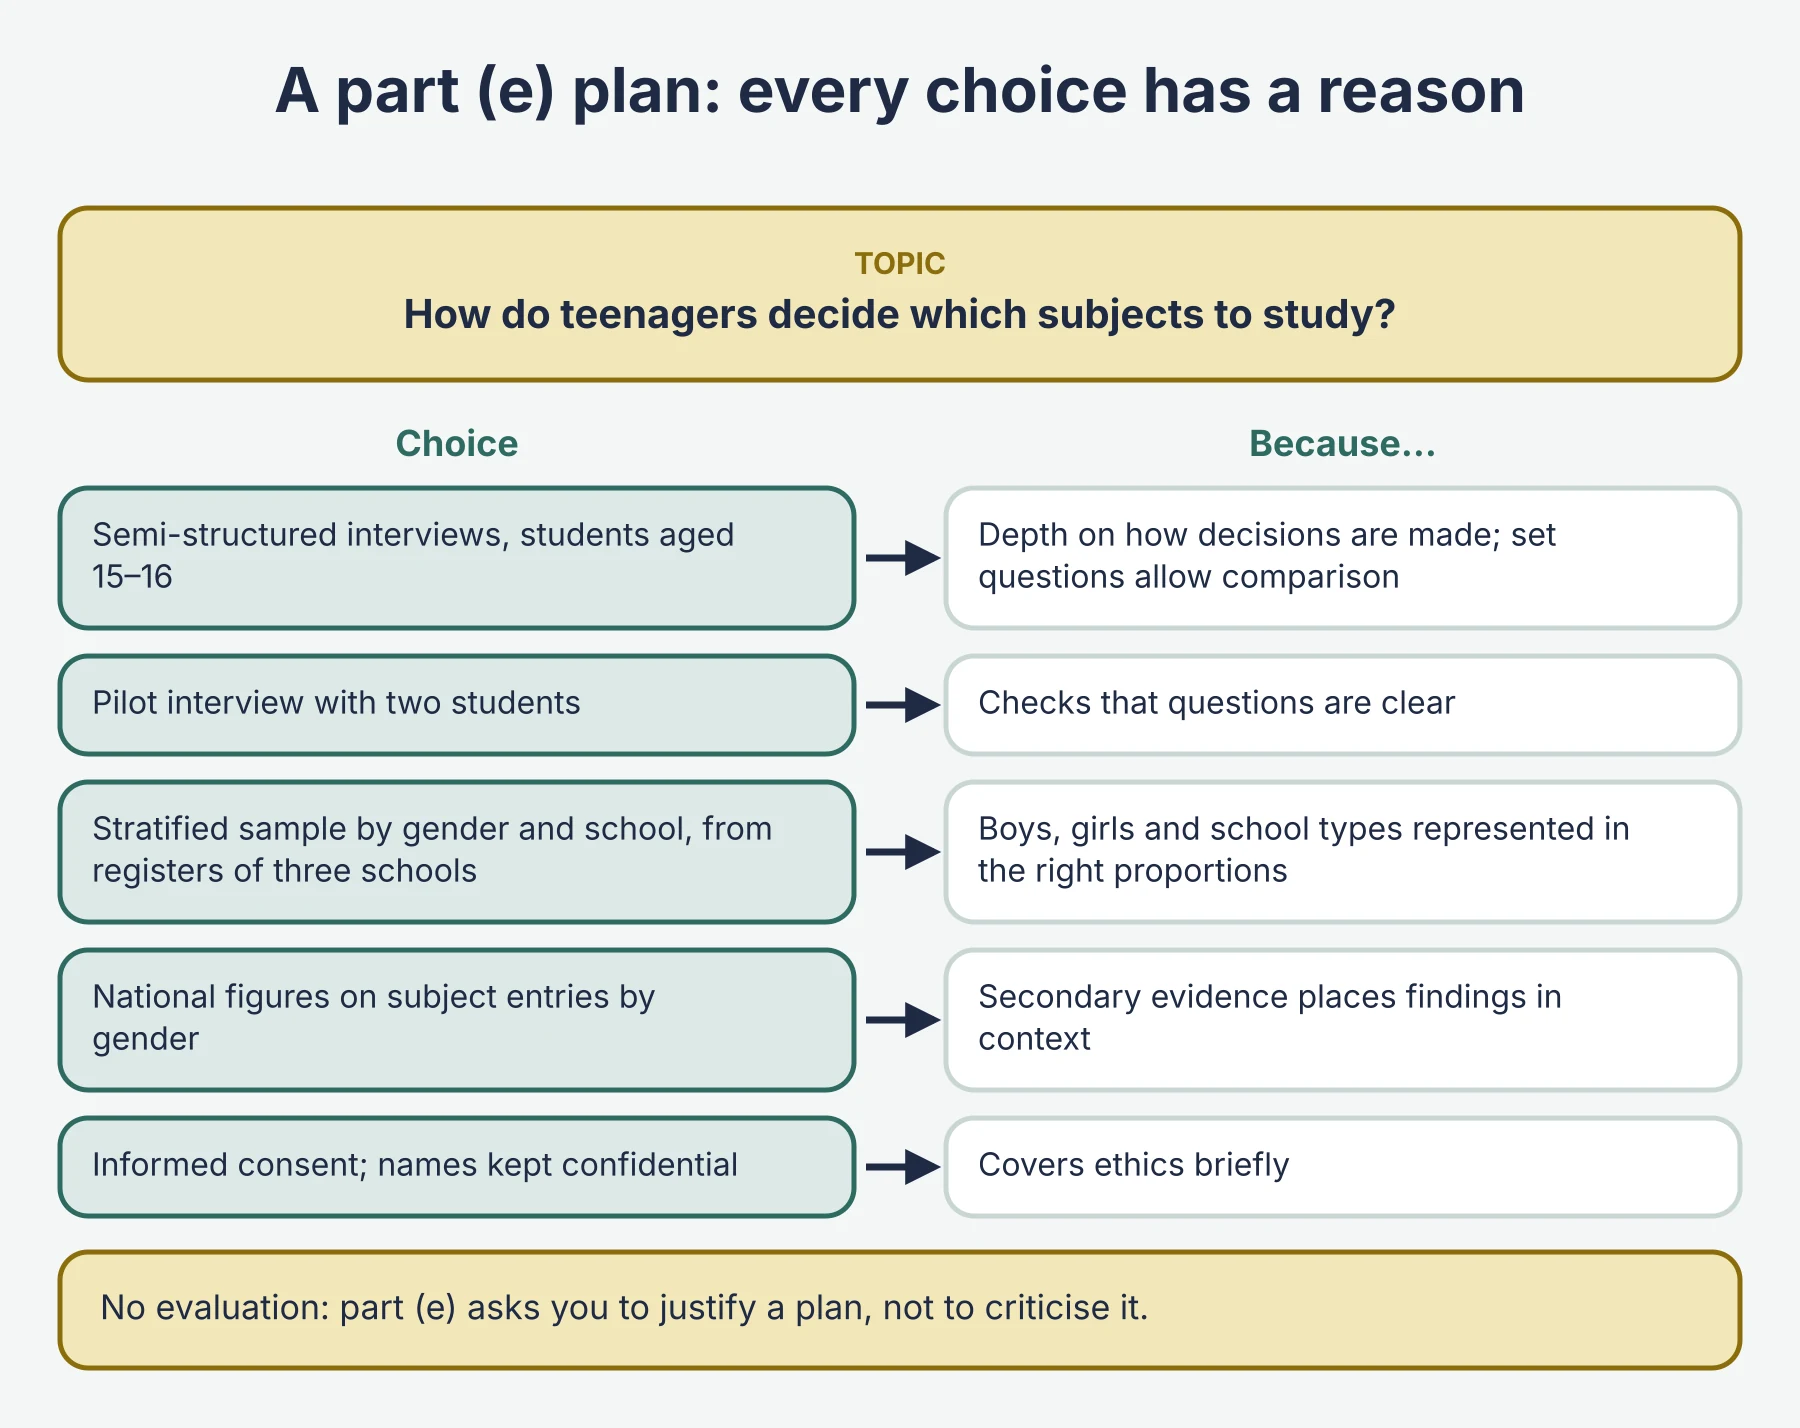 A part (e) plan: every choice has a reason
TOPIC
How do teenagers decide which subjects to study?
Choice
Because...
Semi-structured interviews, students aged
15–16
Depth on how decisions are made; set
questions allow comparison
Pilot interview with two students
Checks that questions are clear
Stratified sample by gender and school, from
registers of three schools
Boys, girls and school types represented in
the right proportions
National figures on subject entries by
gender
Secondary evidence places findings in
context
Informed consent; names kept confidential
Covers ethics briefly
No evaluation: part (e) asks you to justify a plan, not to criticise it.